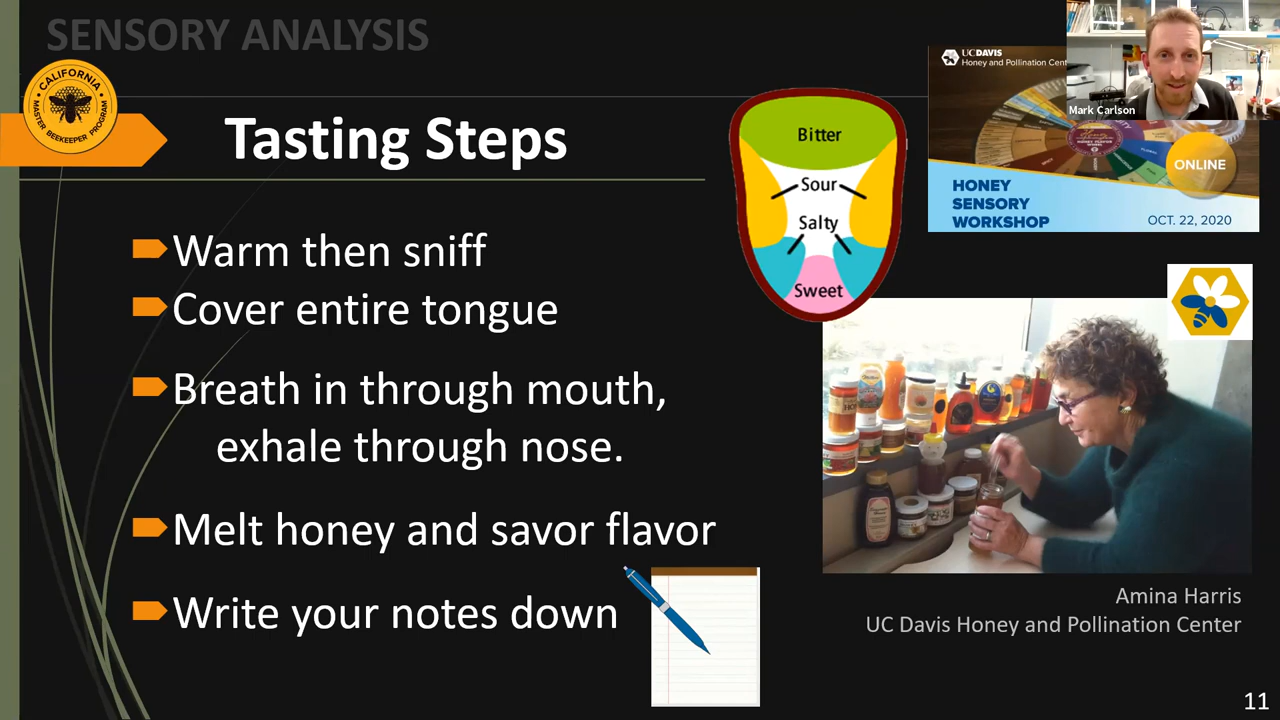 SENSORY ANALYSIS
CALIFORNIA
MASTER BEEKEEPER PROGRAM
Tasting Steps
Warm then sniff
Cover entire tongue
Breath in through mouth,
exhale through nose.
Melt honey and savor flavor
Write your notes down
Bitter
Sour
Salty
Sweet
UCDAVIS
Honey and Pollination Cent
ONLINE
HONEY
SENSORY
WORKSHOP
OCT. 22, 2020
Mark Carlson
Amina Harris
UC Davis Honey and Pollination Center
11